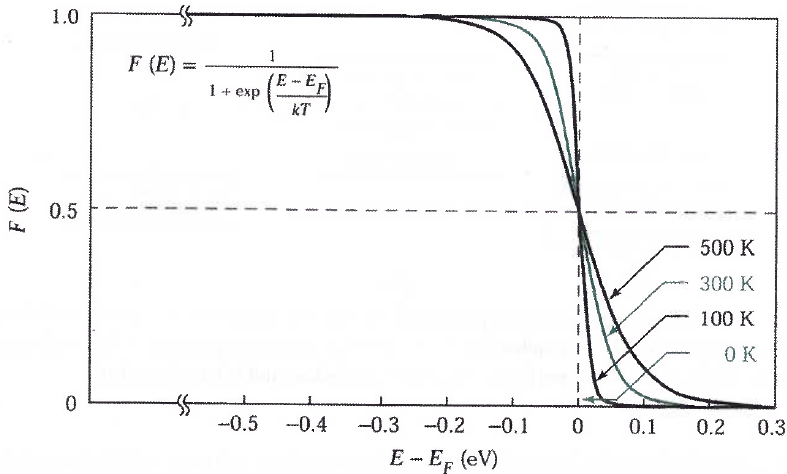 1.0
F (E) = 1 / (1 + exp ((E − E_F) / kT))
F (E)
0.5
500 K
300 K
100 K
0 K
0
−0.5 −0.4 −0.3 −0.2 −0.1 0 0.1 0.2 0.3
E − E_F (eV)